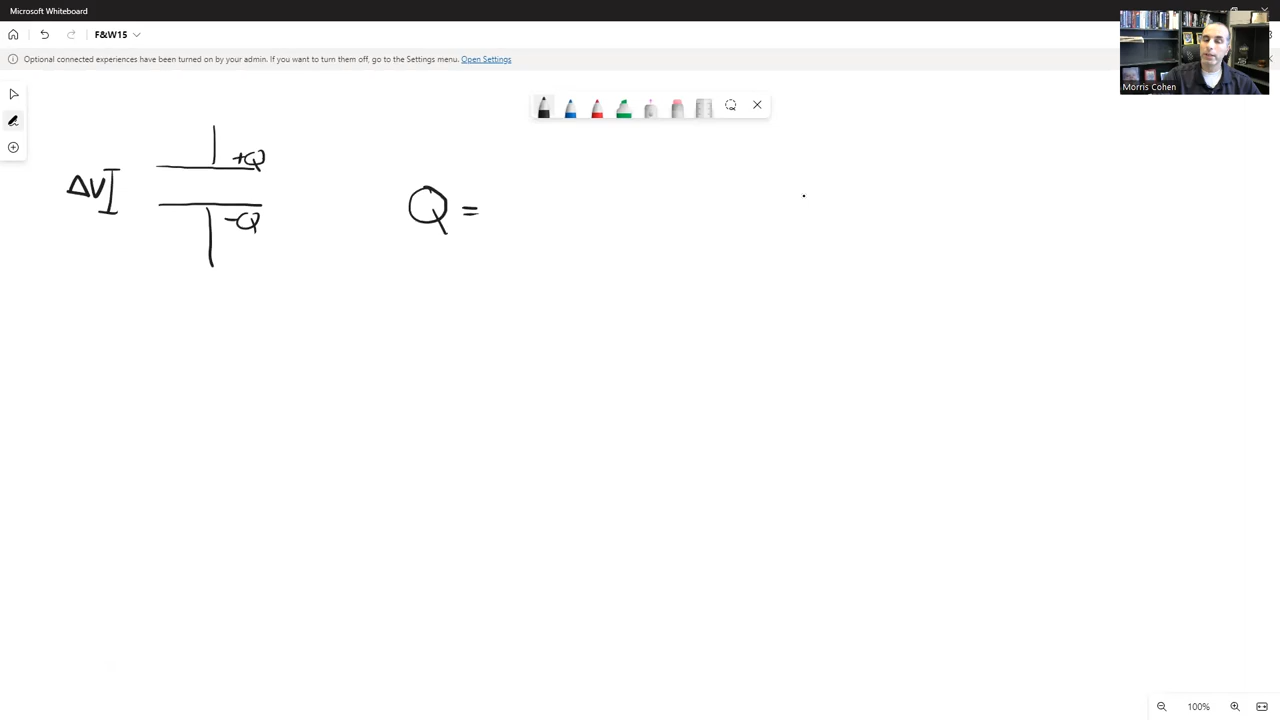 Microsoft Whiteboard
F&W15
Optional connected experiences have been turned on by your admin. If you want to turn them off, go to the Settings menu. Open Settings
Morris Cohen
+Q
ΔV
-Q
Q =
100%